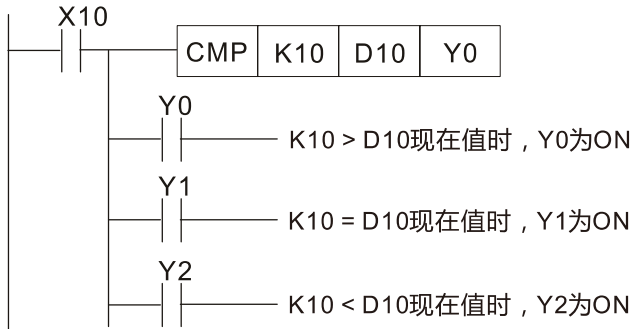 X10
CMP K10 D10 Y0
Y0
K10 > D10现在值时，Y0为ON
Y1
K10 = D10现在值时，Y1为ON
Y2
K10 < D10现在值时，Y2为ON